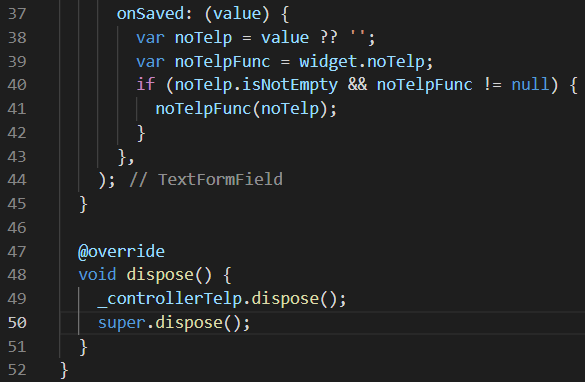 37 onSaved: (value) {
38 var noTelp = value ?? '';
39 var noTelpFunc = widget.noTelp;
40 if (noTelp.isNotEmpty && noTelpFunc != null) {
41 noTelpFunc(noTelp);
42 }
43 },
44 ); // TextFormField
45 }
46
47 @override
48 void dispose() {
49 _controllerTelp.dispose();
50 super.dispose();
51 }
52 }